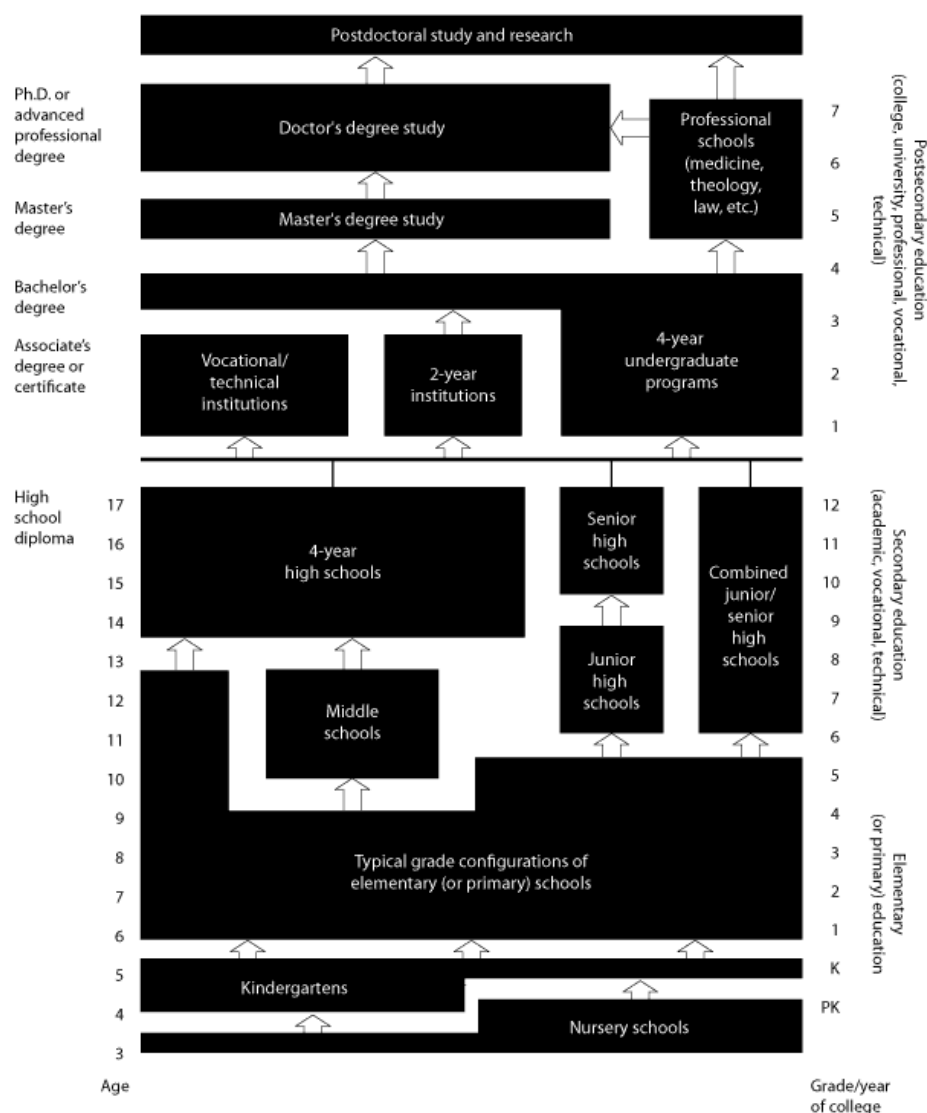 Postdoctoral study and research
Ph.D. or
advanced
professional
degree
Doctor's degree study
Professional
schools
(medicine,
theology,
law, etc.)
7
6
Master's
degree
Master's degree study
5
4
Postsecondary education
(college, university, professional, vocational,
technical)
Bachelor's
degree
3
Associate's
degree or
certificate
Vocational/
technical
institutions
2-year
institutions
4-year
undergraduate
programs
2
1
High
school
diploma
17
16
15
14
13
12
11
10
9
8
7
6
5
4
3
4-year
high schools
Senior
high
schools
Combined
junior/
senior
high
schools
Junior
high
schools
Middle
schools
12
11
10
9
8
7
6
5
4
3
2
1
K
PK
Secondary education
(academic, vocational, technical)
Typical grade configurations of
elementary (or primary) schools
Elementary
(or primary) education
Kindergartens
Nursery schools
Age
Grade/year
of college